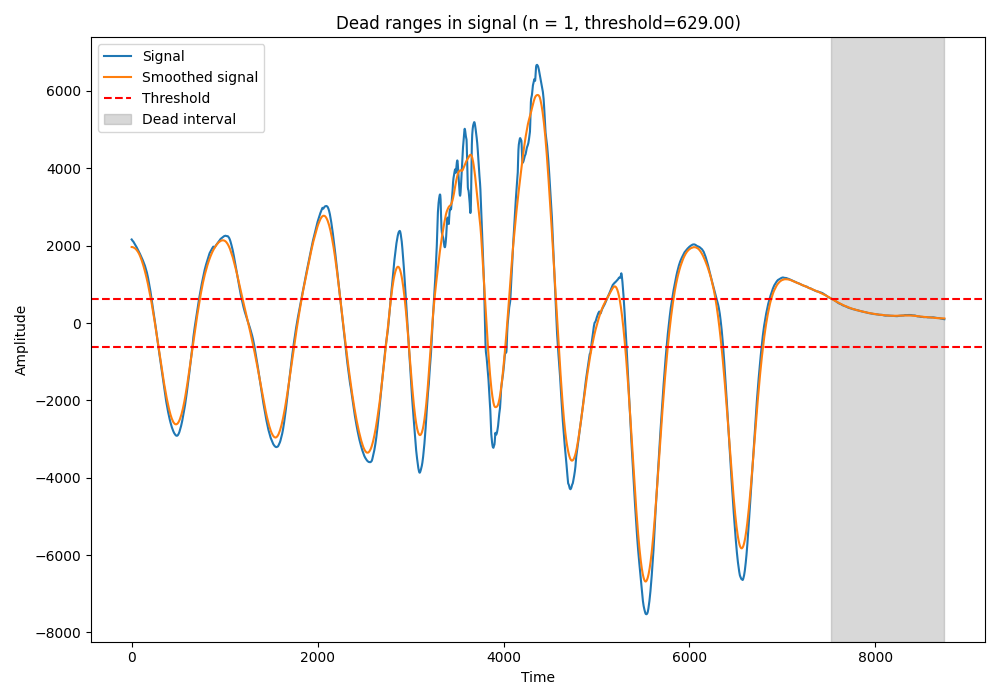 Dead ranges in signal (n = 1, threshold=629.00)
Signal
Smoothed signal
Threshold
Dead interval
Amplitude
6000
4000
2000
0
−2000
−4000
−6000
−8000
0 2000 4000 6000 8000
Time